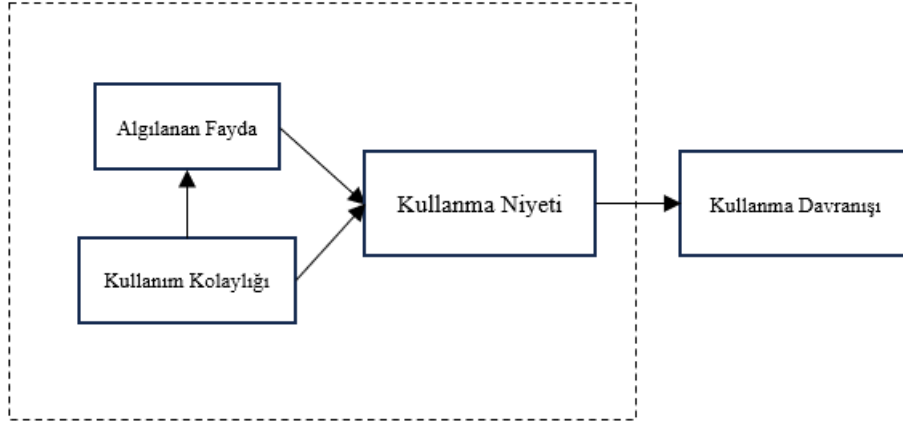 Algılanan Fayda
Kullanma Niyeti
Kullanma Davranışı
Kullanım Kolaylığı